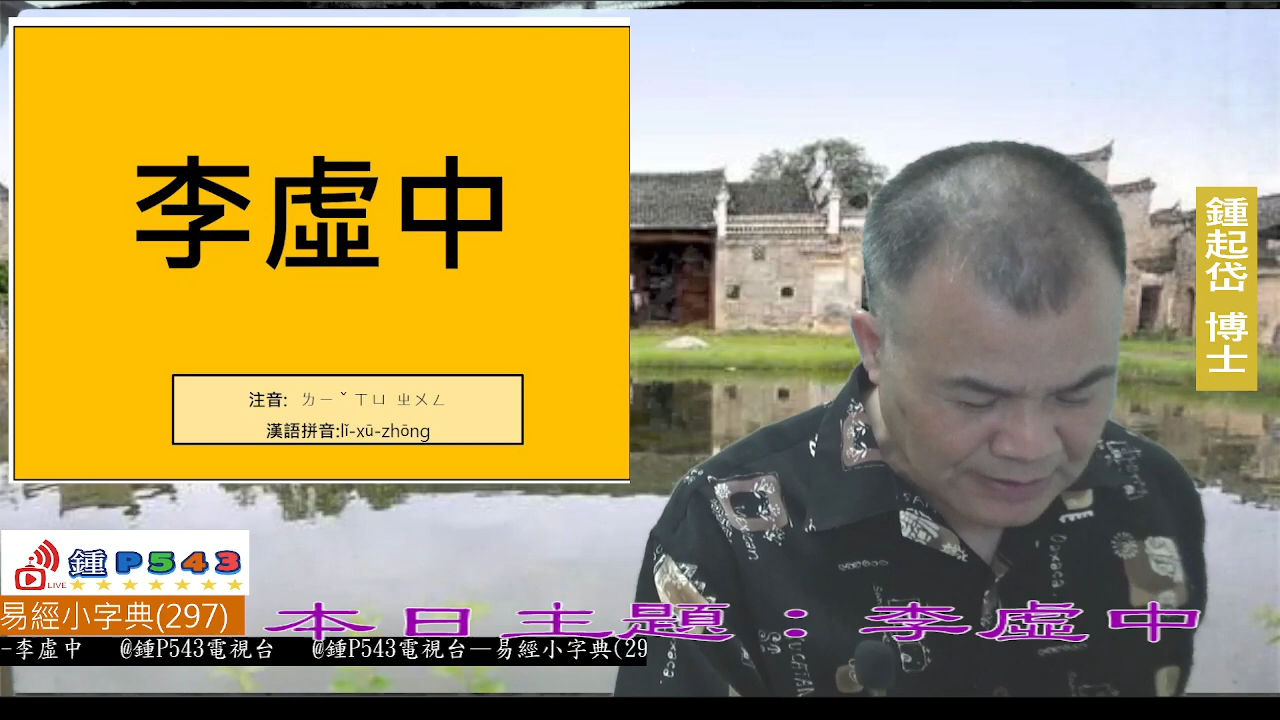 李虛中
注音: ㄌㄧˇ ㄒㄩ ㄓㄨㄥ
漢語拼音:lǐ-xū-zhōng
鍾起岱 博士
LIVE 鍾P543
易經小字典(297)
本日主題：李虛中
-李虛中 @鍾P543電視台 @鍾P543電視台—易經小字典(29